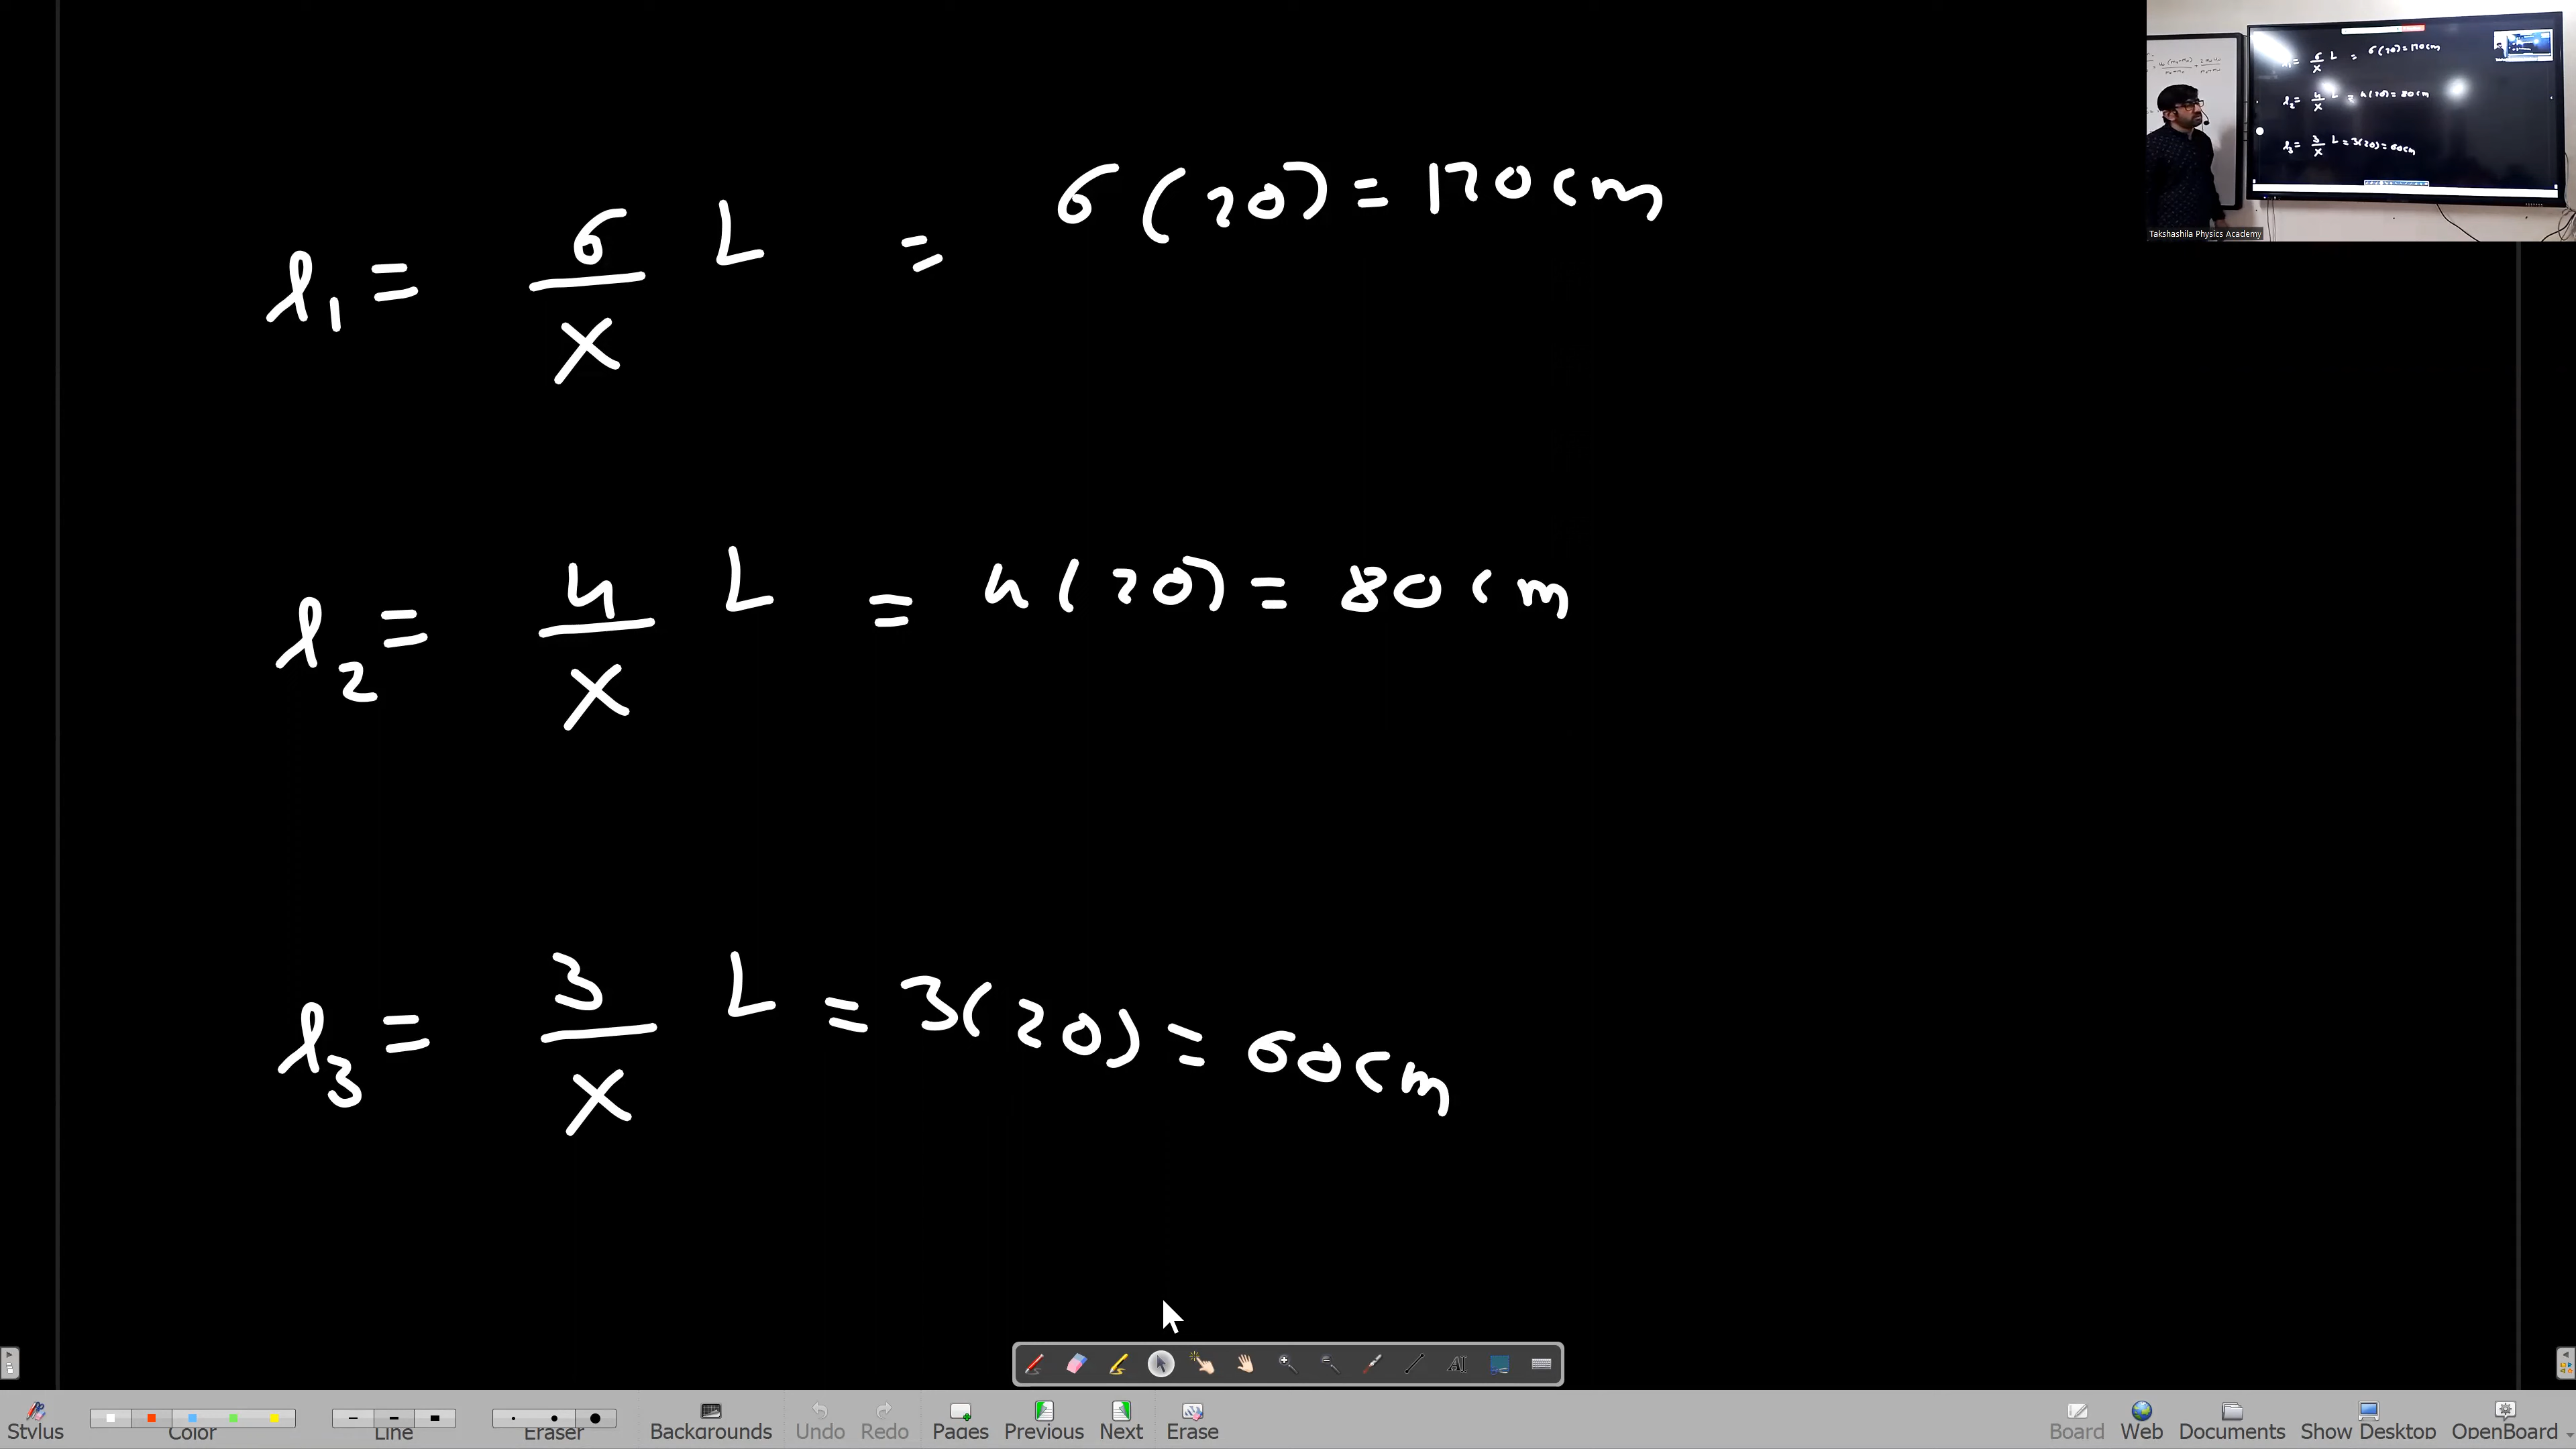 l₁ = 6/x L = 6(20) = 120 cm
l₂ = 4/x L = 4(20) = 80 cm
l₃ = 3/x L = 3(20) = 60 cm
Takshashila Physics Academy
Stylus Color Line Eraser Backgrounds Undo Redo Pages Previous Next Erase Board Web Documents Show Desktop OpenBoard